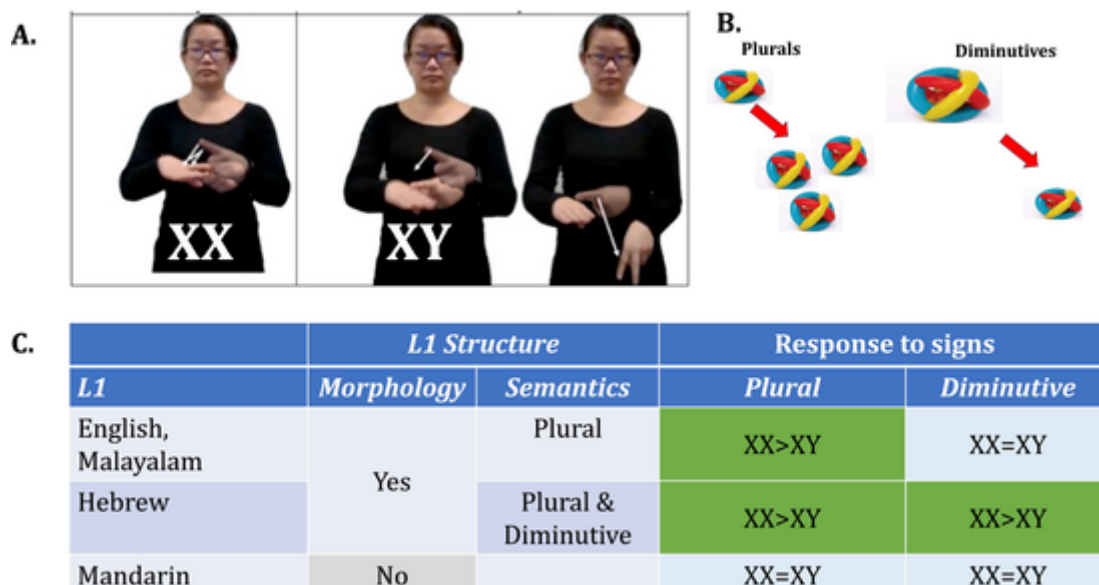 A.
XX
XY
B.
Plurals
Diminutives
C.
L1 Structure Response to signs
L1 Morphology Semantics Plural Diminutive
English,
Malayalam
Yes
Plural
XX>XY
XX=XY
Hebrew
Plural &
Diminutive
XX>XY
XX>XY
Mandarin No XX=XY XX=XY